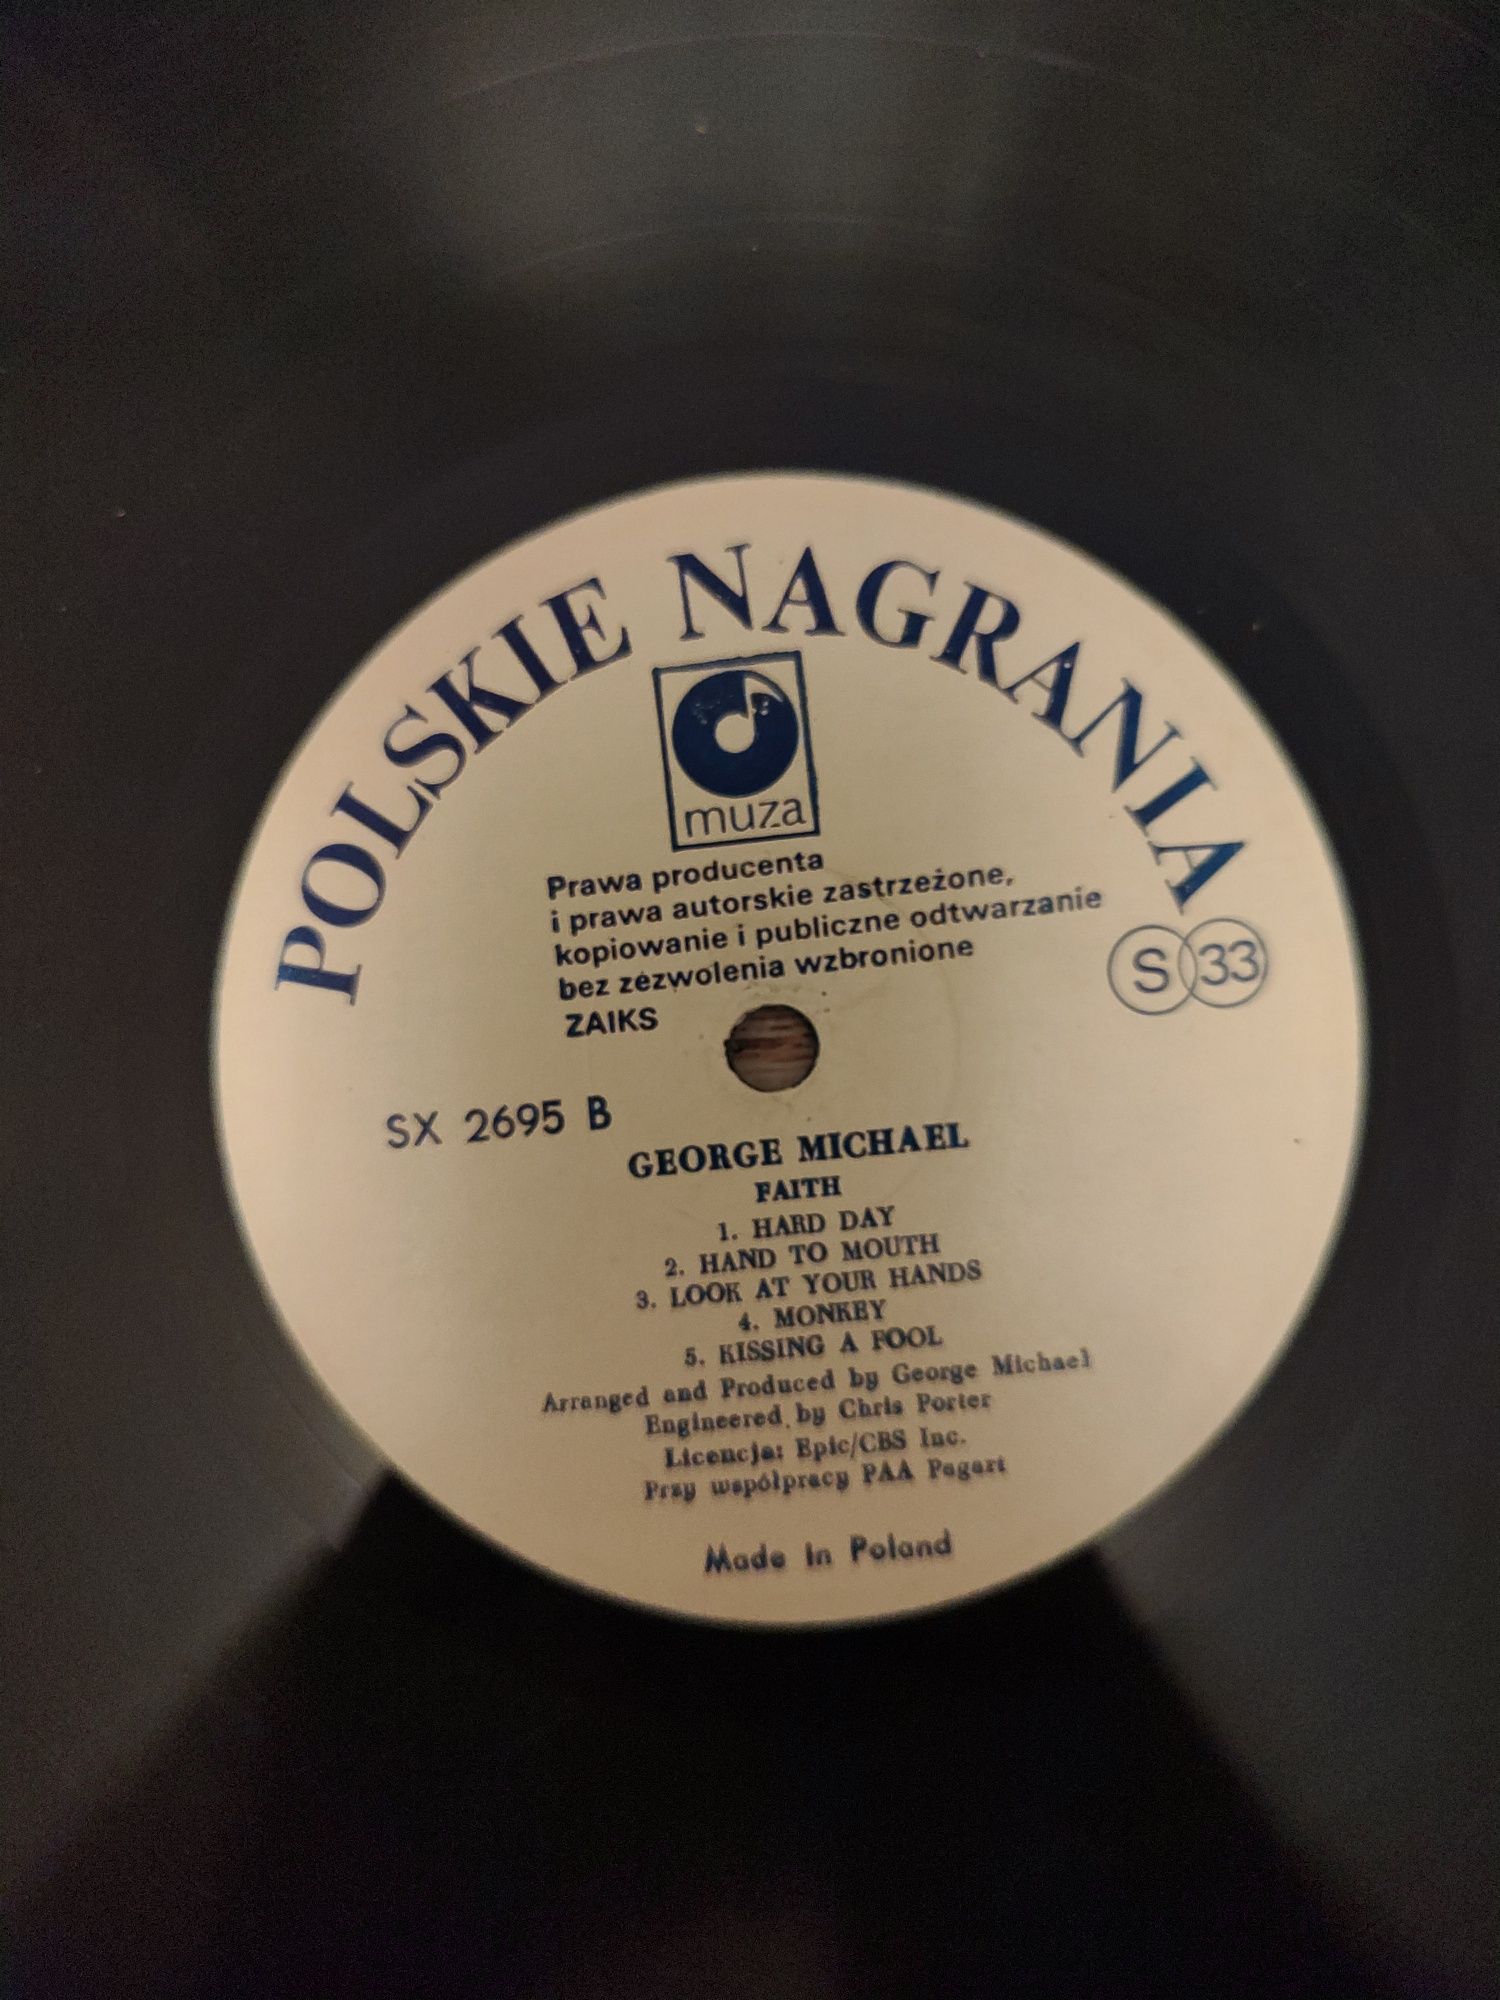 POLSKIE NAGRANIA
muza
Prawa producenta
i prawa autorskie zastrzeżone,
kopiowanie i publiczne odtwarzanie
bez zezwolenia wzbronione
ZAIKS
S 33
SX 2695 B
GEORGE MICHAEL
FAITH
1. HARD DAY
2. HAND TO MOUTH
3. LOOK AT YOUR HANDS
4. MONKEY
5. KISSING A FOOL
Arranged and Produced by George Michael
Engineered by Chris Porter
Licencja: Epic/CBS Inc.
Przy współpracy PAA Pagart
Made in Poland